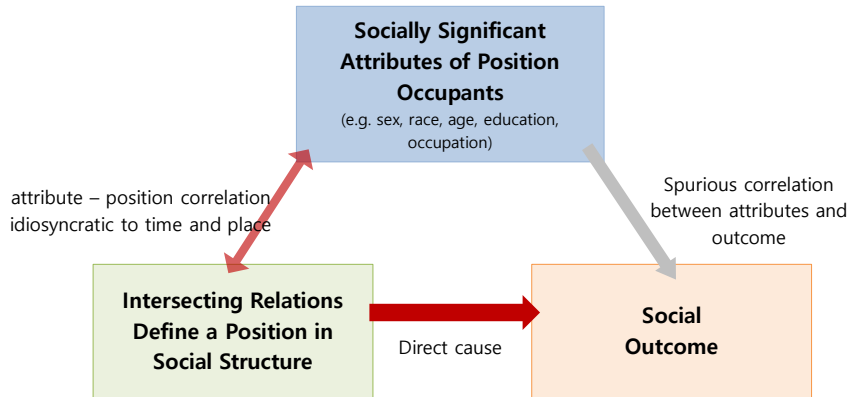 Socially Significant
Attributes of Position
Occupants
(e.g. sex, race, age, education,
occupation)
attribute – position correlation
idiosyncratic to time and place
Spurious correlation
between attributes and
outcome
Intersecting Relations
Define a Position in
Social Structure
Direct cause
Social
Outcome